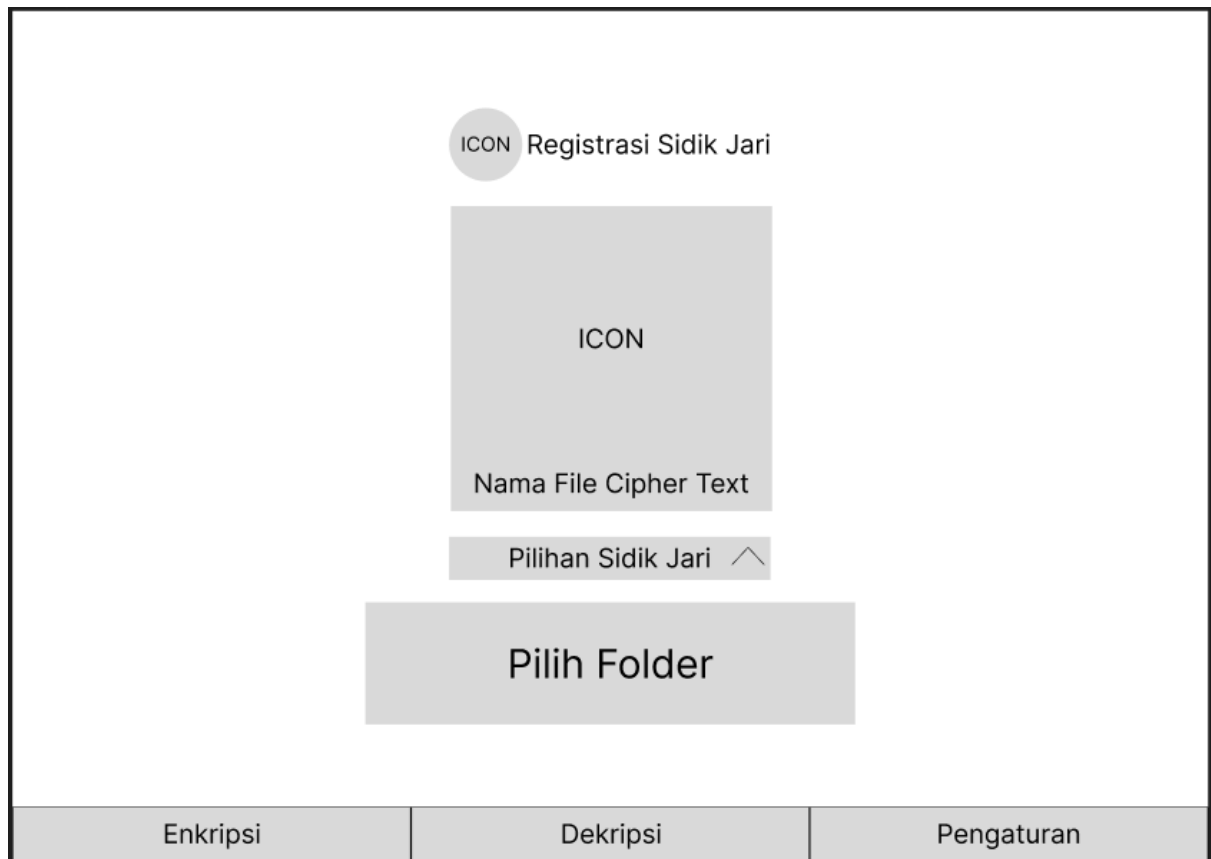 ICON Registrasi Sidik Jari
ICON
Nama File Cipher Text
Pilihan Sidik Jari
Pilih Folder
Enkripsi Dekripsi Pengaturan